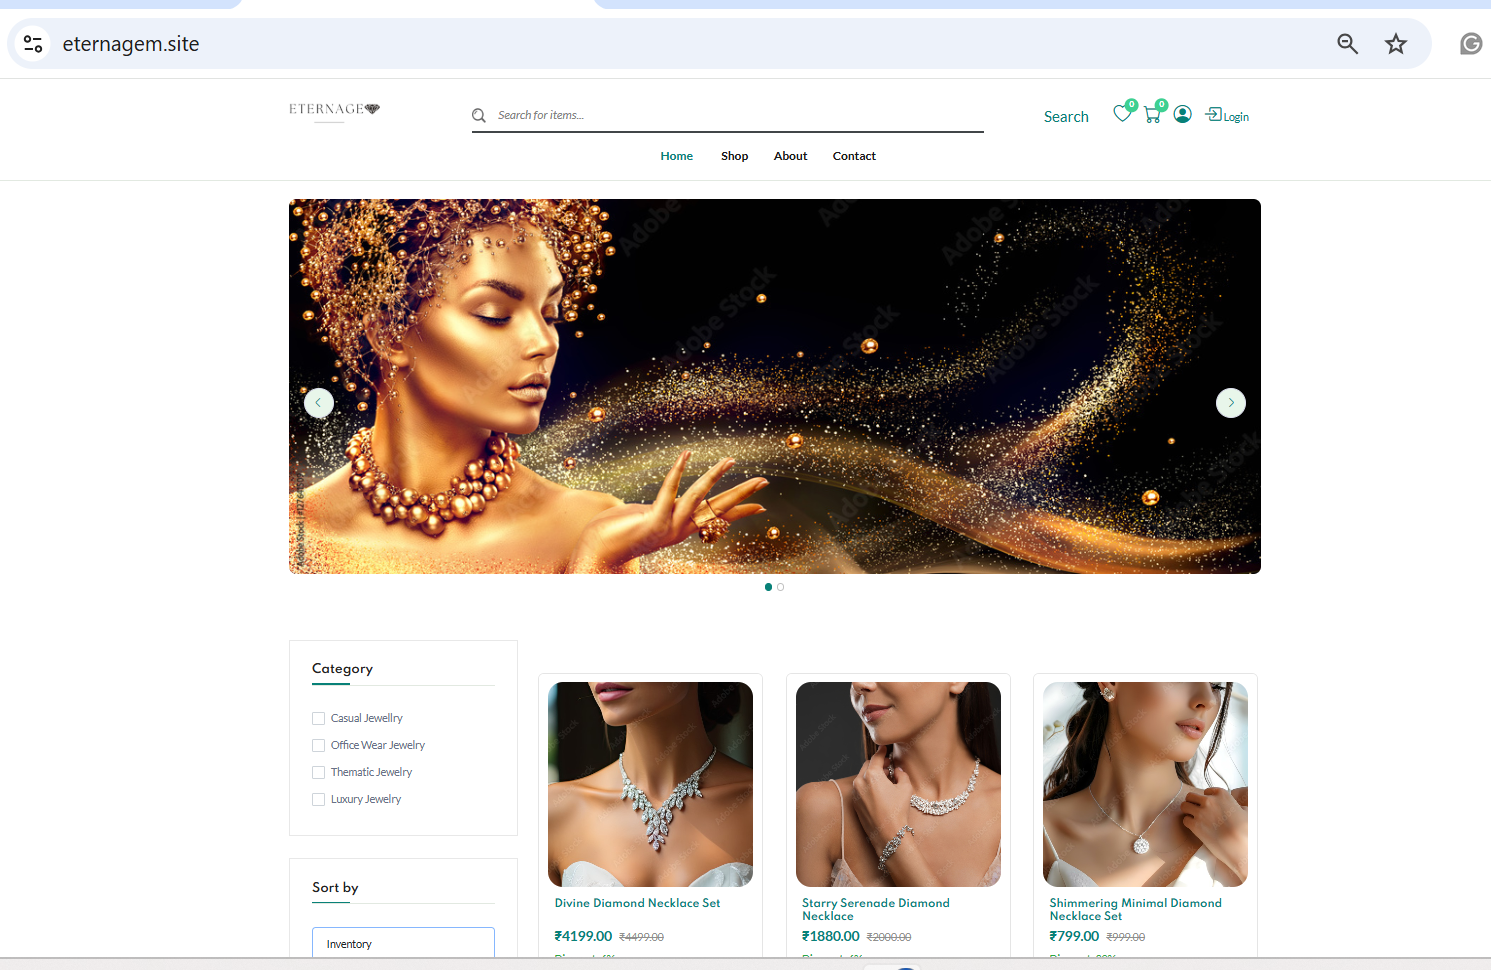 eternagem.site
ETERNAGE
Search for items...
Search
0
0
Login
Home
Shop
About
Contact
Adobe Stock
Category
Casual Jewellry
Office Wear Jewelry
Thematic Jewelry
Luxury Jewelry
Sort by
Inventory
Divine Diamond Necklace Set
₹4199.00 ₹4499.00
Starry Serenade Diamond
Necklace
₹1880.00 ₹2000.00
Shimmering Minimal Diamond
Necklace Set
₹799.00 ₹999.00